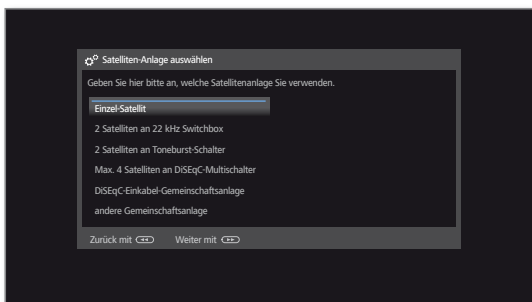 Satelliten-Anlage auswählen
Geben Sie hier bitte an, welche Satellitenanlage Sie verwenden.
Einzel-Satellit
2 Satelliten an 22 kHz Switchbox
2 Satelliten an Toneburst-Schalter
Max. 4 Satelliten an DiSEqC-Multischalter
DiSEqC-Einkabel-Gemeinschaftsanlage
andere Gemeinschaftsanlage
Zurück mit Weiter mit